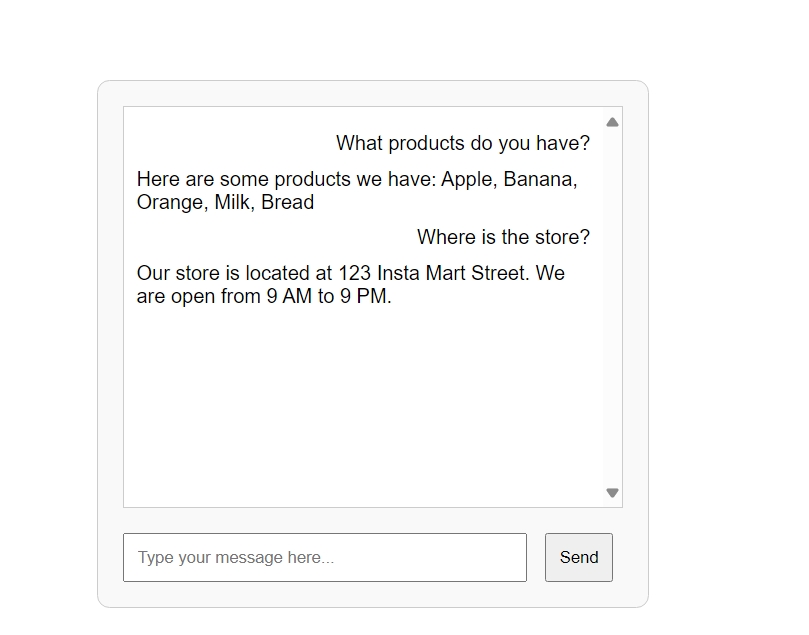 What products do you have?
Here are some products we have: Apple, Banana,
Orange, Milk, Bread
Where is the store?
Our store is located at 123 Insta Mart Street. We
are open from 9 AM to 9 PM.
Type your message here...
Send